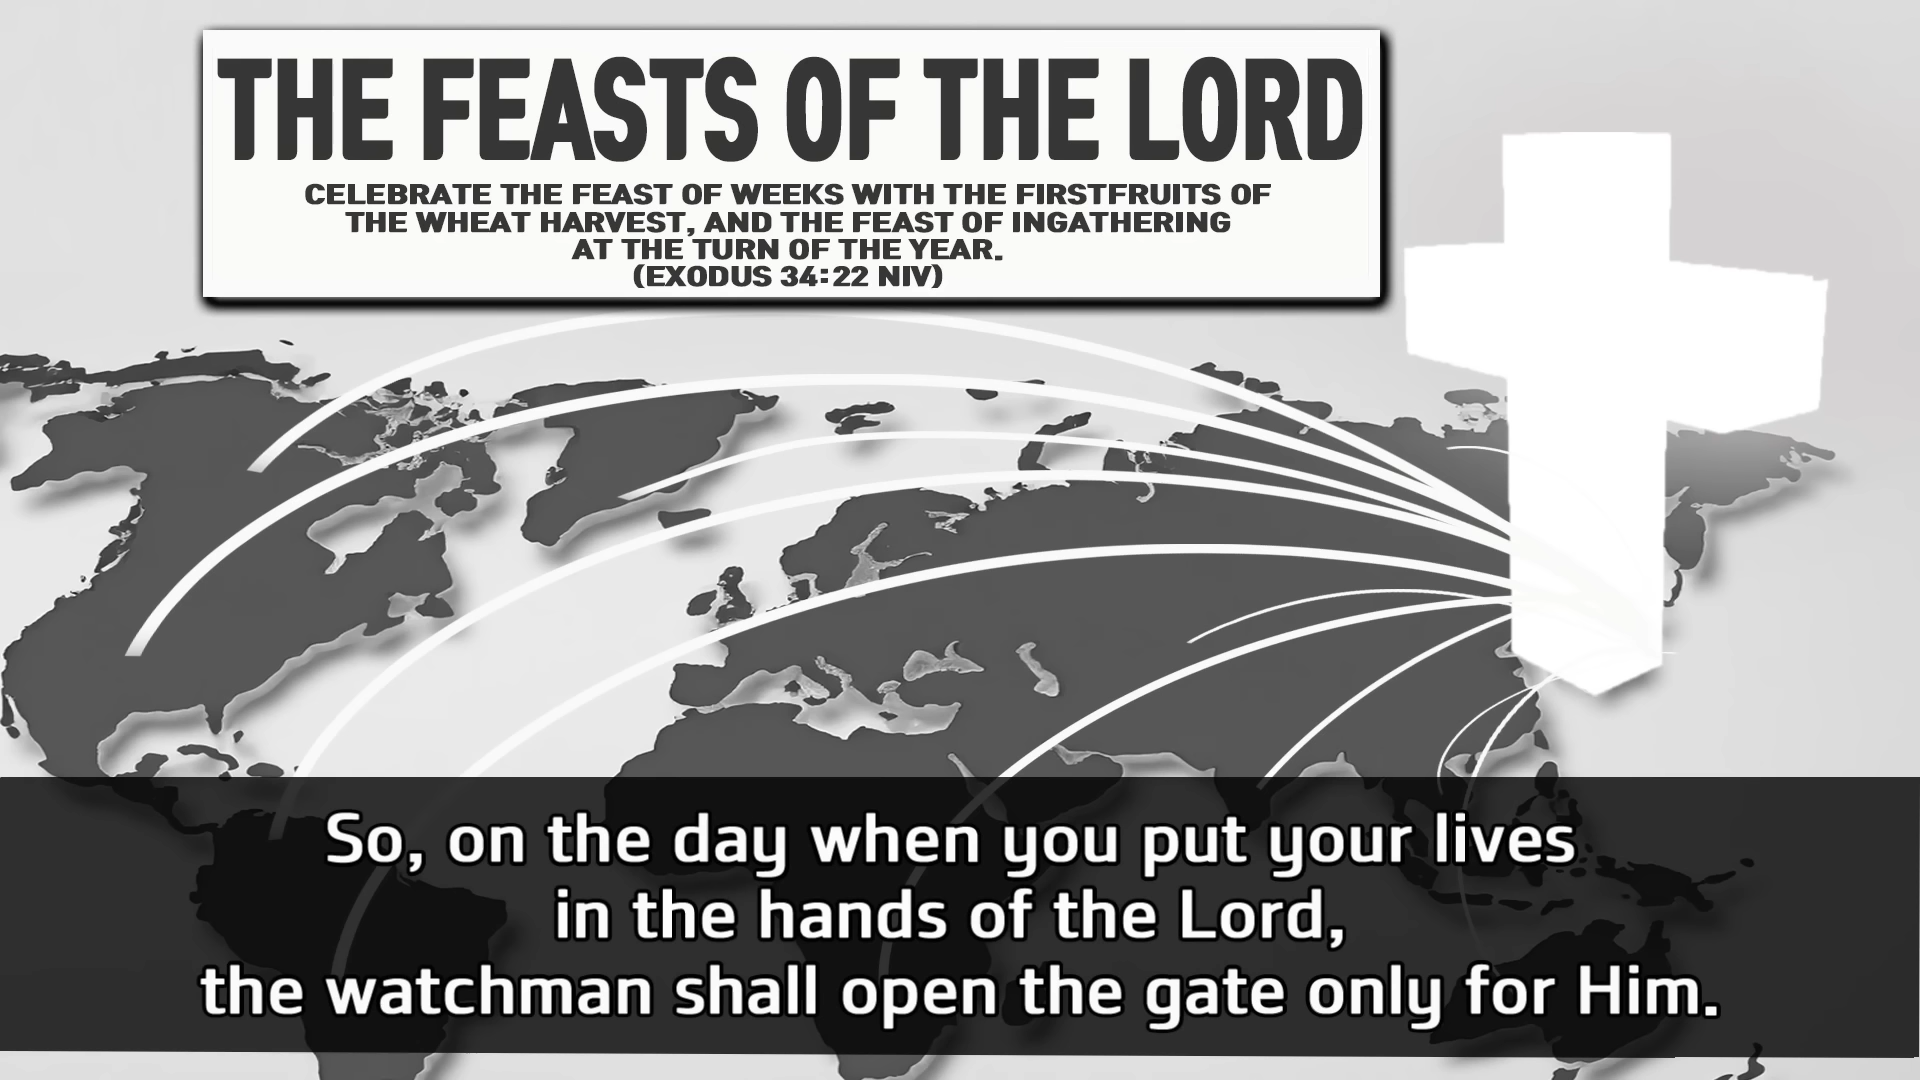 THE FEASTS OF THE LORD
CELEBRATE THE FEAST OF WEEKS WITH THE FIRSTFRUITS OF
THE WHEAT HARVEST, AND THE FEAST OF INGATHERING
AT THE TURN OF THE YEAR.
(EXODUS 34:22 NIV)
So, on the day when you put your lives
in the hands of the Lord,
the watchman shall open the gate only for Him.